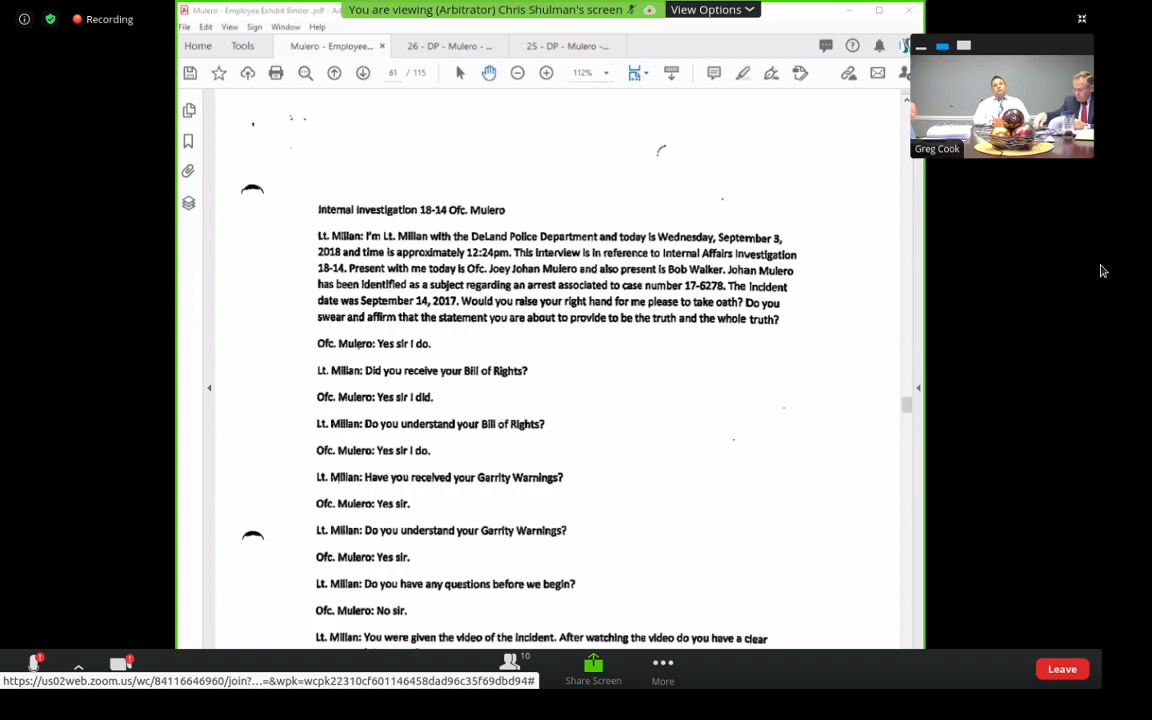 Recording
Mulero - Employee Exhibit Binder .pdf -
You are viewing (Arbitrator) Chris Shulman's screen
View Options
File Edit View Sign Window Help
Home Tools Mulero - Employee... × 26 - DP - Mulero - ... 25 - DP - Mulero -...
61 / 115 112%
Greg Cook
Internal Investigation 18-14 Ofc. Mulero
Lt. Millan: I'm Lt. Millan with the DeLand Police Department and today is Wednesday, September 3,
2018 and time is approximately 12:24pm. This interview is in reference to Internal Affairs Investigation
18-14. Present with me today is Ofc. Joey Johan Mulero and also present is Bob Walker. Johan Mulero
has been identified as a subject regarding an arrest associated to case number 17-6278. The incident
date was September 14, 2017. Would you raise your right hand for me please to take oath? Do you
swear and affirm that the statement you are about to provide to be the truth and the whole truth?
Ofc. Mulero: Yes sir I do.
Lt. Millan: Did you receive your Bill of Rights?
Ofc. Mulero: Yes sir I did.
Lt. Millan: Do you understand your Bill of Rights?
Ofc. Mulero: Yes sir I do.
Lt. Millan: Have you received your Garrity Warnings?
Ofc. Mulero: Yes sir.
Lt. Millan: Do you understand your Garrity Warnings?
Ofc. Mulero: Yes sir.
Lt. Millan: Do you have any questions before we begin?
Ofc. Mulero: No sir.
Lt. Millan: You were given the video of the incident. After watching the video do you have a clear
10
Share Screen
More
Leave
https://us02web.zoom.us/wc/84116646960/join?...=&wpk=wcpk22310cf601146458dad96c35f69dbd94#